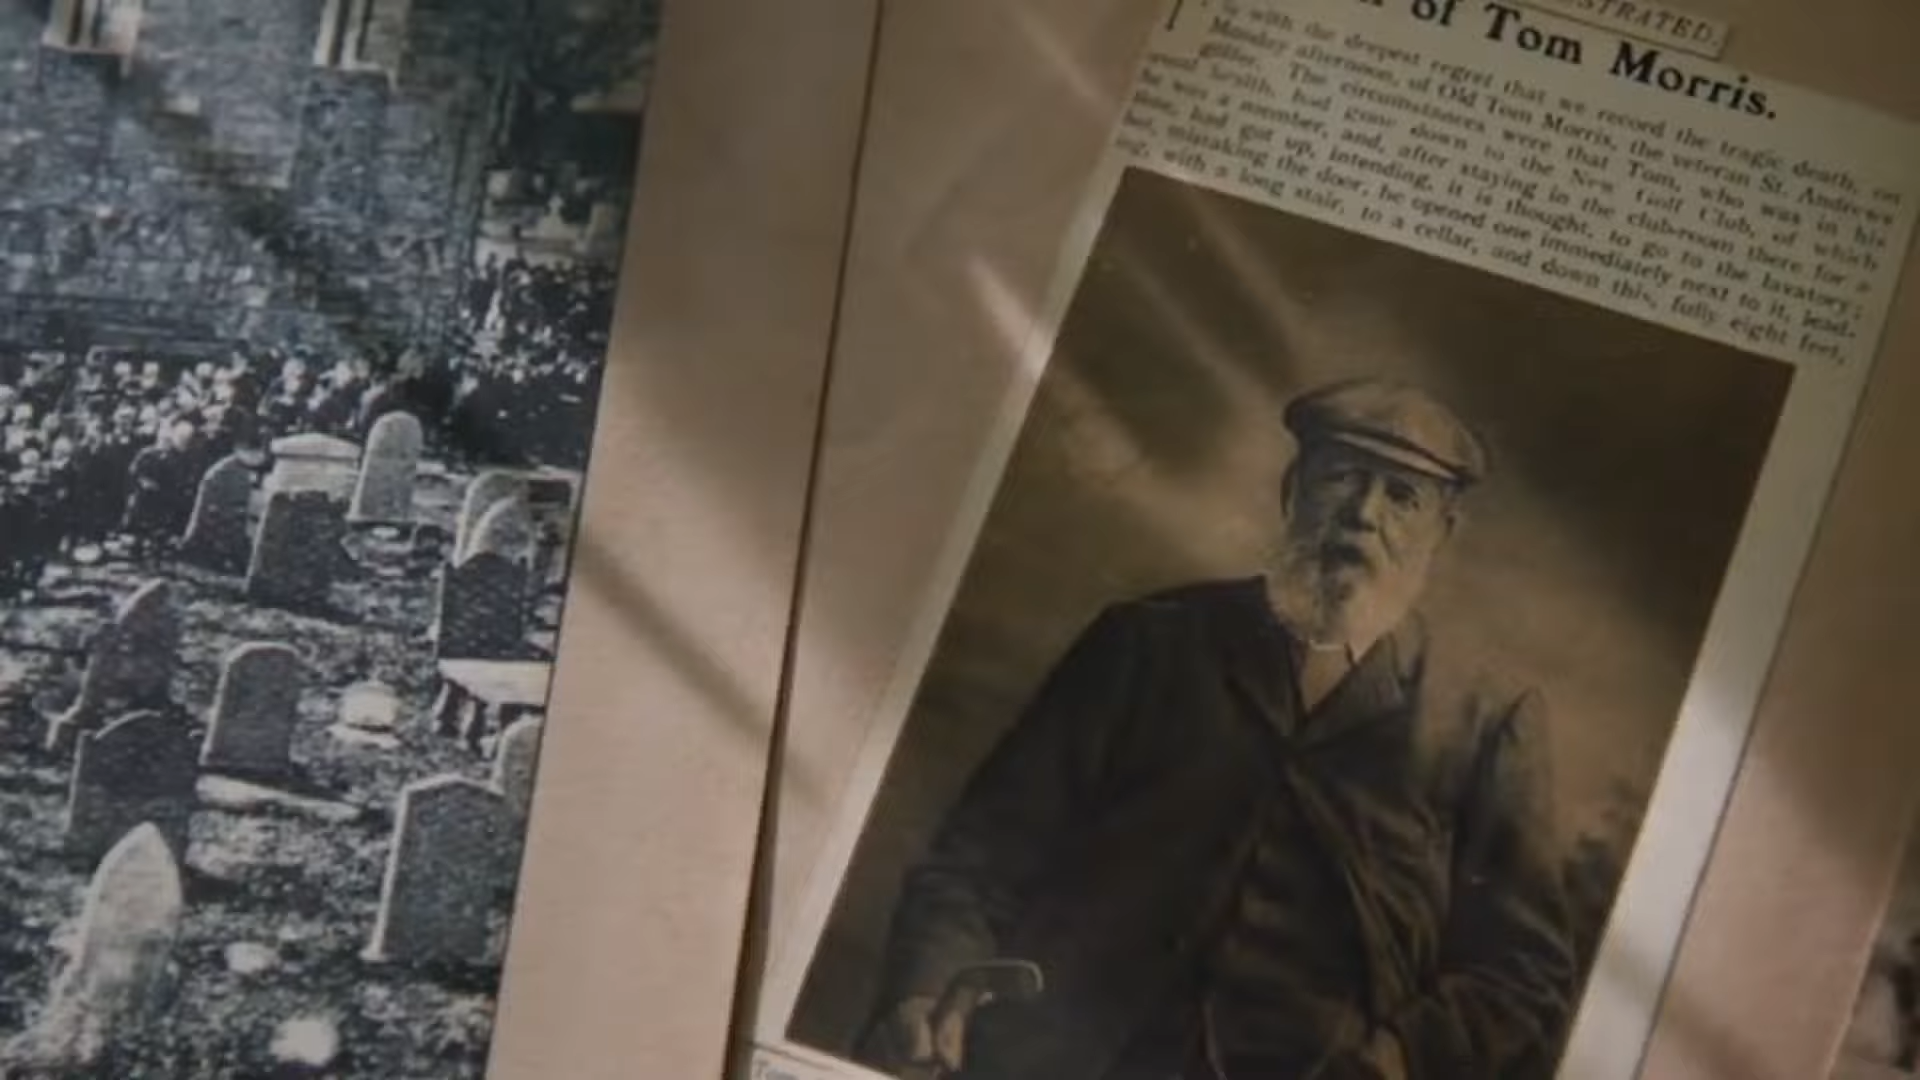 STRATED.
of Tom Morris.
is with the deepest regret that we record the tragic death, on
Monday afternoon, of Old Tom Morris, the veteran St. Andrews
golfer. The circumstances were that Tom, who was in his
usual health, had gone down to the New Golf Club, of which
he was a member, and, after staying in the club-room there for a
time, had got up, intending, it is thought, to go to the lavatory;
but, mistaking the door, he opened one immediately next to it, lead-
ing, with a long stair, to a cellar, and down this, fully eight feet,
Tom